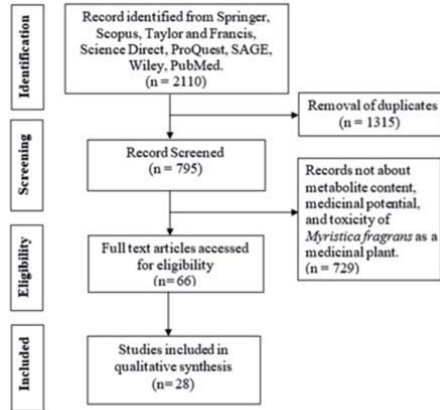 Identification
Record identified from Springer,
Scopus, Taylor and Francis,
Science Direct, ProQuest, SAGE,
Wiley, PubMed.
(n = 2110)
Removal of duplicates
(n = 1315)
Screening
Record Screened
(n = 795)
Records not about
metabolite content,
medicinal potential,
and toxicity of
Myristica fragrans as a
medicinal plant.
(n = 729)
Eligibility
Full text articles accessed
for eligibility
(n= 66)
Included
Studies included in
qualitative synthesis
(n= 28)